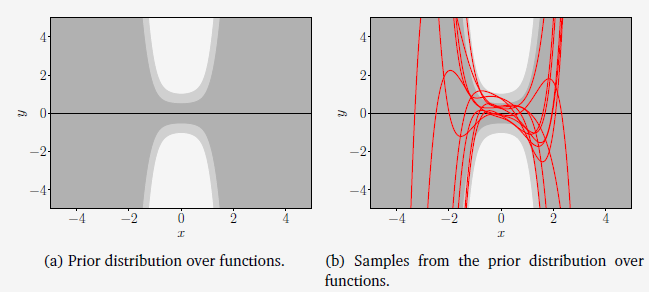 4
2
0
−2
−4
y
−4 −2 0 2 4
x
(a) Prior distribution over functions.
4
2
0
−2
−4
y
−4 −2 0 2 4
x
(b) Samples from the prior distribution over
functions.